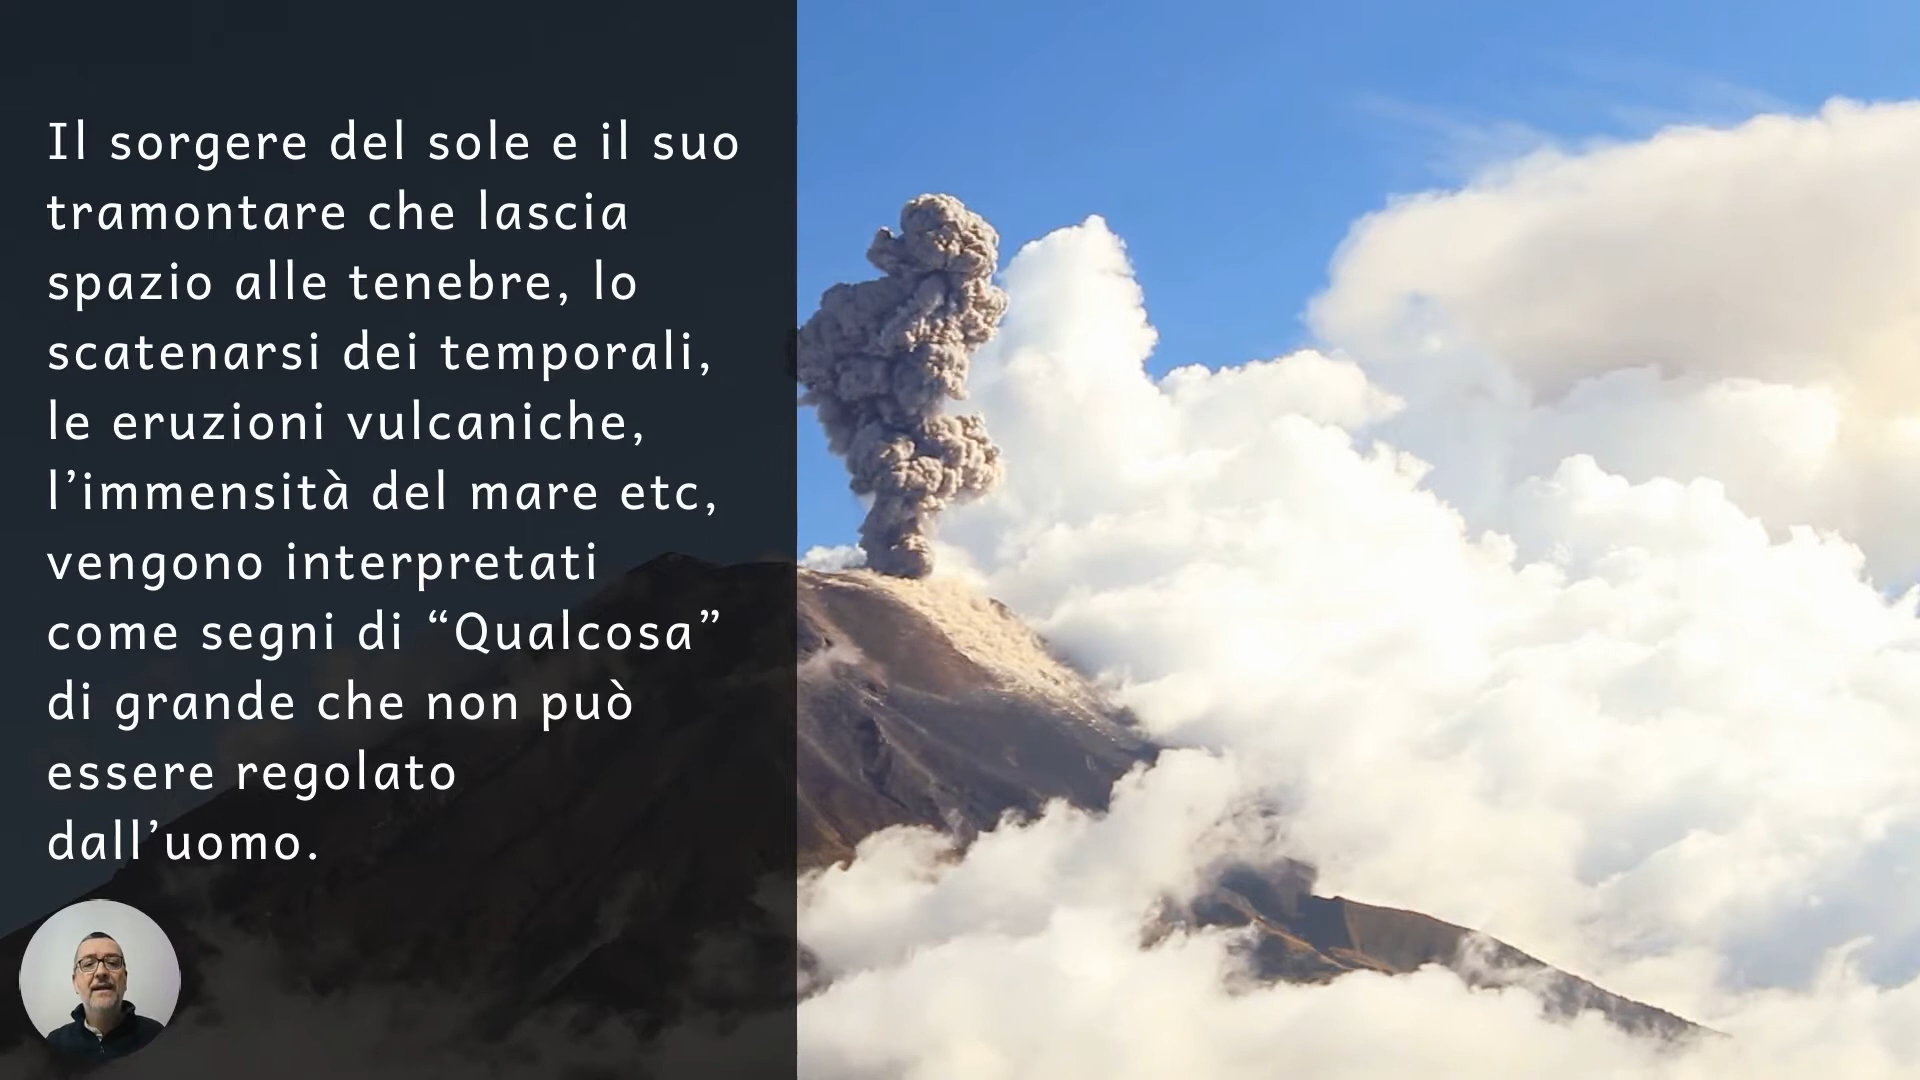 Il sorgere del sole e il suo
tramontare che lascia
spazio alle tenebre, lo
scatenarsi dei temporali,
le eruzioni vulcaniche,
l’immensità del mare etc,
vengono interpretati
come segni di “Qualcosa”
di grande che non può
essere regolato
dall’uomo.